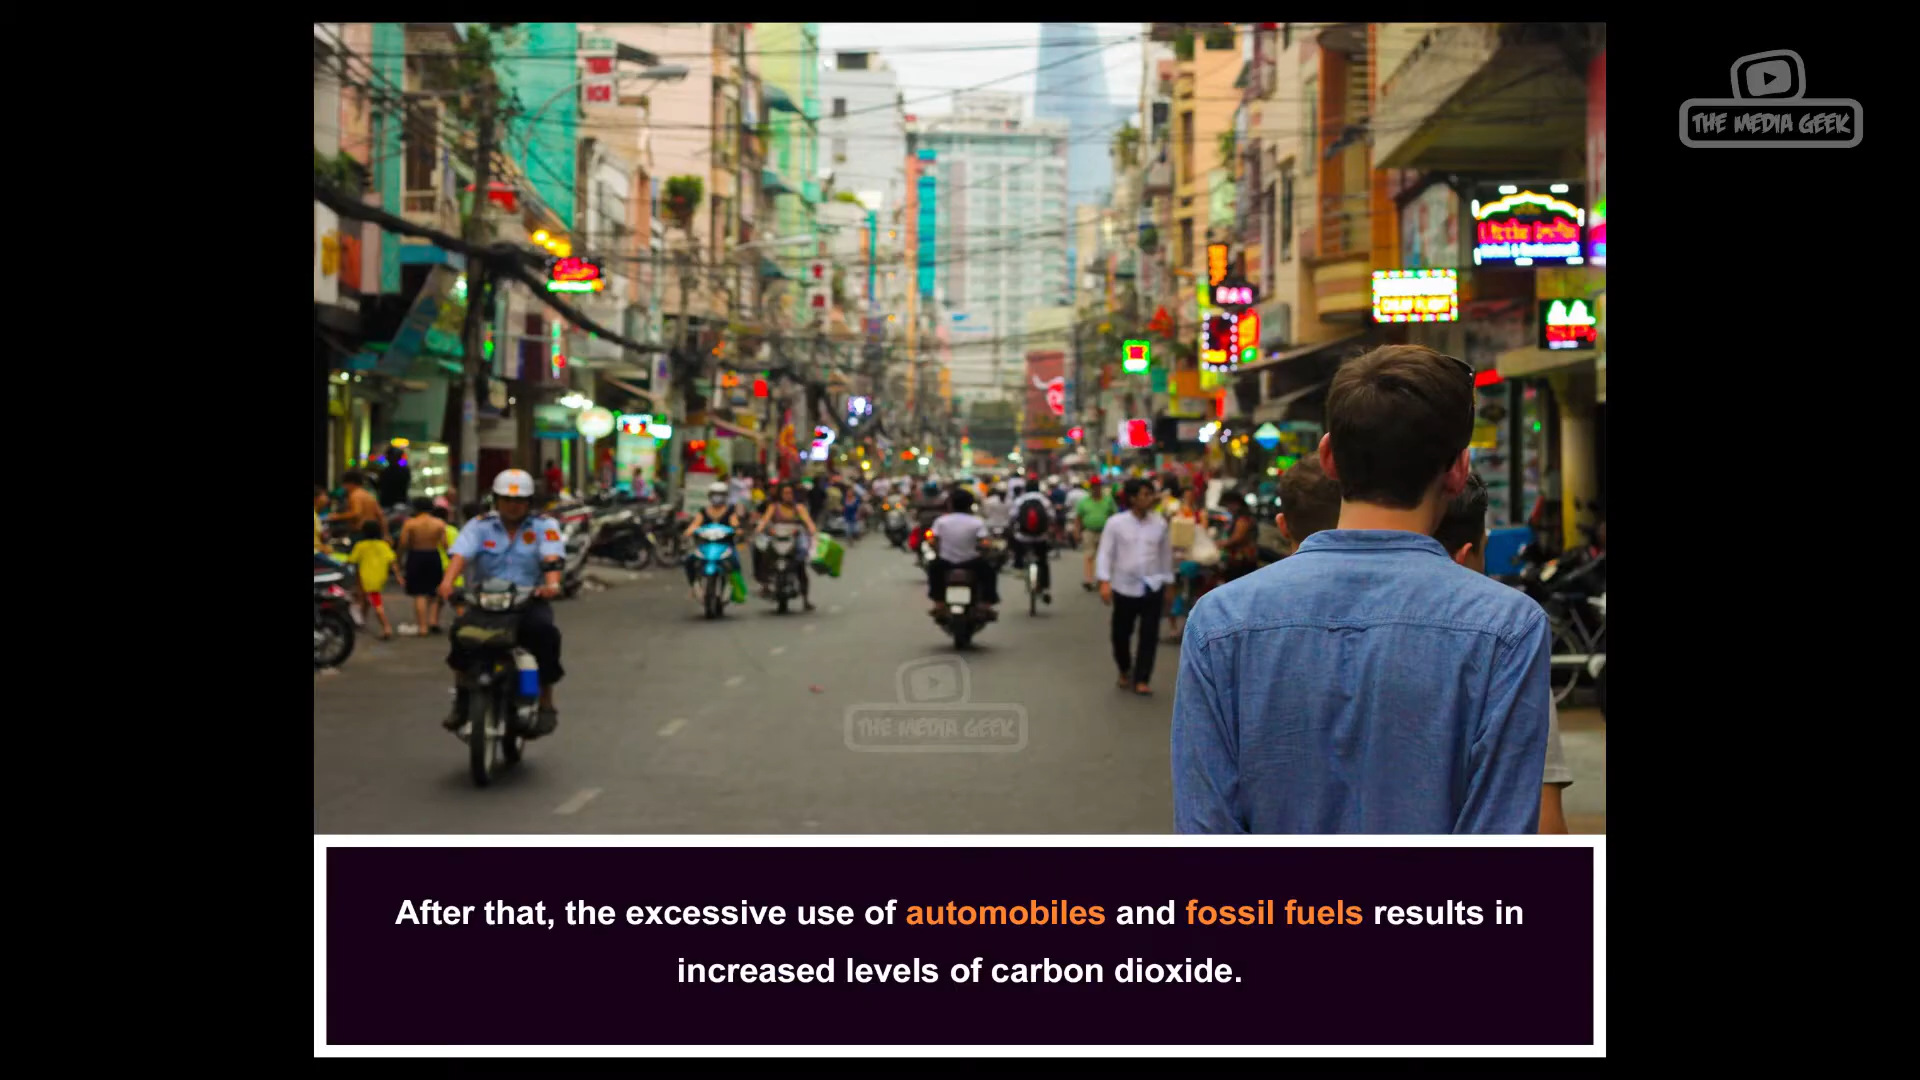 THE MEDIA GEEK
BAR
THE MEDIA GEEK
After that, the excessive use of automobiles and fossil fuels results in
increased levels of carbon dioxide.